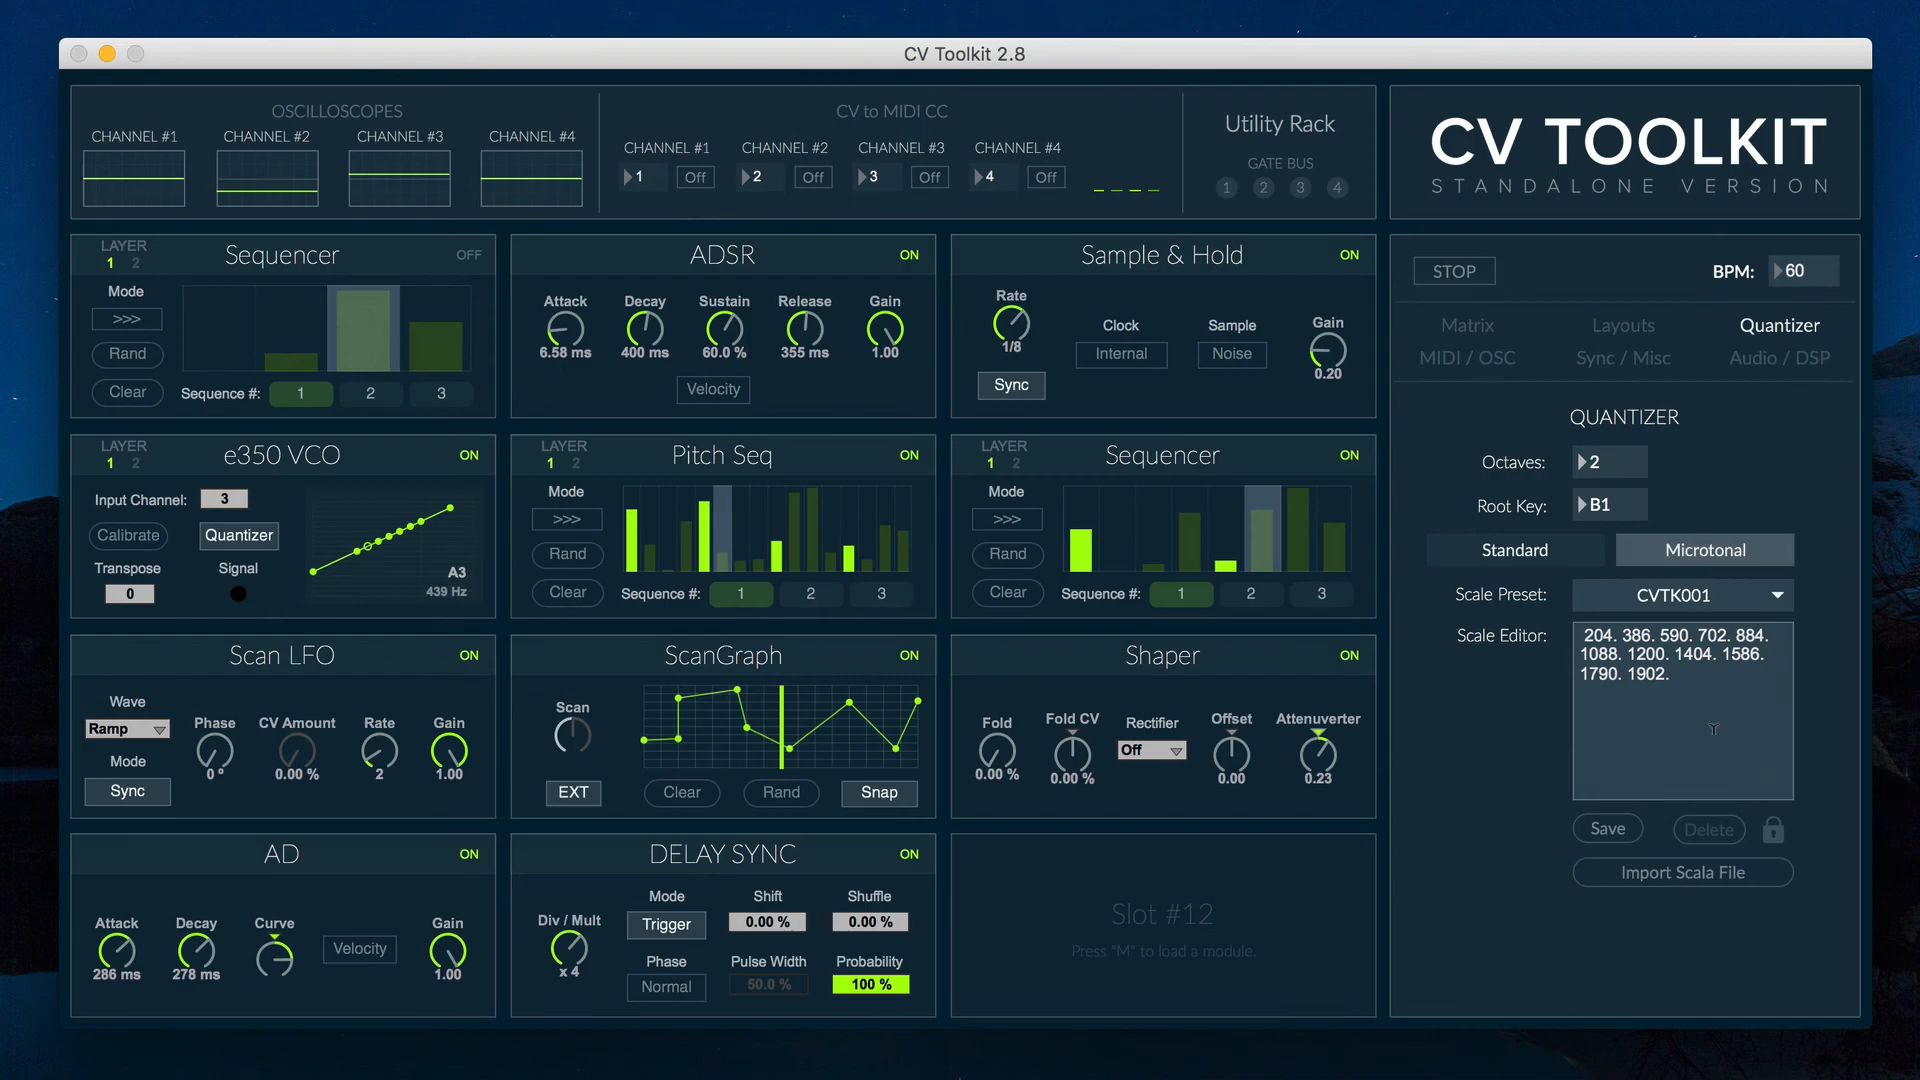 CV Toolkit 2.8
OSCILLOSCOPES
CHANNEL #1 CHANNEL #2 CHANNEL #3 CHANNEL #4
CV to MIDI CC
CHANNEL #1 CHANNEL #2 CHANNEL #3 CHANNEL #4
1 Off 2 Off 3 Off 4 Off
Utility Rack
GATE BUS
1 2 3 4
CV TOOLKIT
STANDALONE VERSION
LAYER
1 2
Sequencer
OFF
Mode
>>>
Rand
Clear
Sequence #: 1 2 3
ADSR
ON
Attack Decay Sustain Release Gain
6.58 ms 400 ms 60.0 % 355 ms 1.00
Velocity
Sample & Hold
ON
Rate
1/8
Sync
Clock
Internal
Sample
Noise
Gain
0.20
STOP
BPM: 60
Matrix Layouts Quantizer
MIDI / OSC Sync / Misc Audio / DSP
LAYER
1 2
e350 VCO
ON
Input Channel: 3
Calibrate Quantizer
Transpose Signal
0
A3
439 Hz
LAYER
1 2
Pitch Seq
ON
Mode
>>>
Rand
Clear
Sequence #: 1 2 3
LAYER
1 2
Sequencer
ON
Mode
>>>
Rand
Clear
Sequence #: 1 2 3
QUANTIZER
Octaves: 2
Root Key: B1
Standard Microtonal
Scale Preset: CVTK001
Scale Editor:
204. 386. 590. 702. 884.
1088. 1200. 1404. 1586.
1790. 1902.
Save Delete
Import Scala File
Scan LFO
ON
Wave
Ramp
Mode
Sync
Phase CV Amount Rate Gain
0 ° 0.00 % 2 1.00
ScanGraph
ON
Scan
EXT
Clear Rand Snap
Shaper
ON
Fold Fold CV Rectifier Offset Attenuverter
Off
0.00 % 0.00 % 0.00 0.23
AD
ON
Attack Decay Curve Gain
Velocity
286 ms 278 ms 1.00
DELAY SYNC
ON
Div / Mult
x 4
Mode Shift Shuffle
Trigger 0.00 % 0.00 %
Phase Pulse Width Probability
Normal 50.0 % 100 %
Slot #12
Press "M" to load a module.